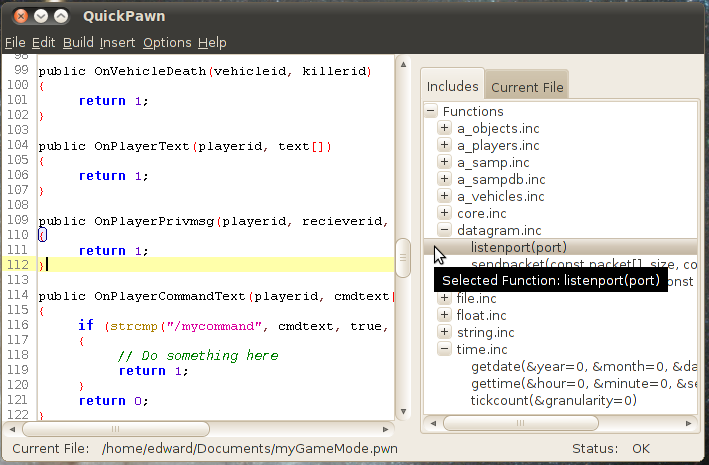 QuickPawn
File Edit Build Insert Options Help
98
99 public OnVehicleDeath(vehicleid, killerid)
100 {
101 return 1;
102 }
103
104 public OnPlayerText(playerid, text[])
105 {
106 return 1;
107 }
108
109 public OnPlayerPrivmsg(playerid, recieverid,
110 {
111 return 1;
112 }
113
114 public OnPlayerCommandText(playerid, cmdtext[
115 {
116 if (strcmp("/mycommand", cmdtext, true,
117 {
118 // Do something here
119 return 1;
120 }
121 return 0;
122 }
Includes Current File
Functions
a_objects.inc
a_players.inc
a_samp.inc
a_sampdb.inc
a_vehicles.inc
core.inc
datagram.inc
listenport(port)
sendpacket(const packet[], size, co
const
Selected Function: listenport(port)
file.inc
float.inc
string.inc
time.inc
getdate(&year=0, &month=0, &da
gettime(&hour=0, &minute=0, &se
tickcount(&granularity=0)
Current File: /home/edward/Documents/myGameMode.pwn Status: OK